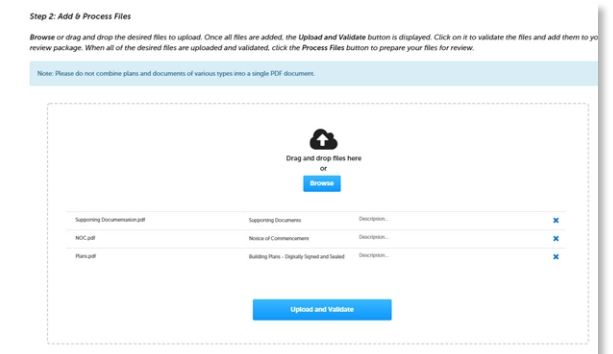 Step 2: Add & Process Files
Browse or drag and drop the desired files to upload. Once all files are added, the Upload and Validate button is displayed. Click on it to validate the files and add them to yo
review package. When all of the desired files are uploaded and validated, click the Process Files button to prepare your files for review.
Note: Please do not combine plans and documents of various types into a single PDF document.
Drag and drop files here
or
Browse
Supporting Documentation.pdf Supporting Documents Description...
NOC.pdf Notice of Commencement Description...
Plans.pdf Building Plans - Digitally Signed and Sealed Description...
Upload and Validate